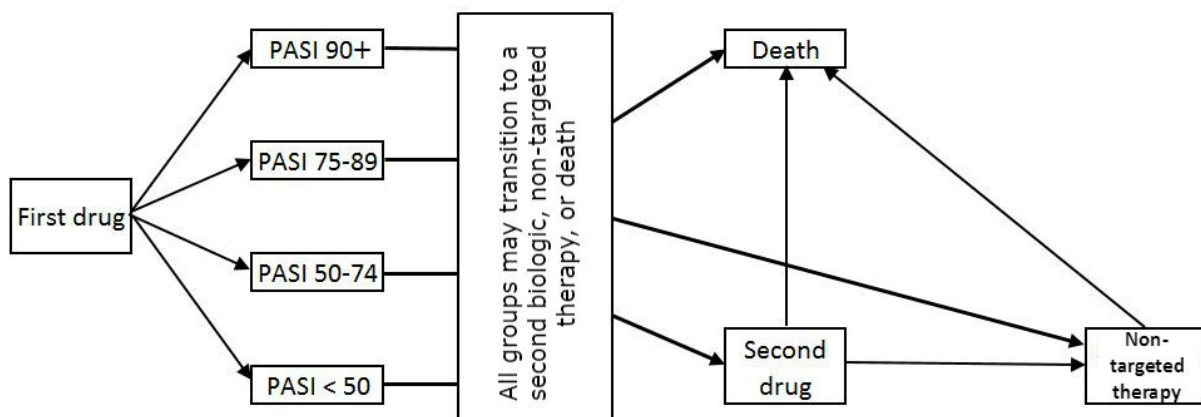 First drug
PASI 90+
PASI 75-89
PASI 50-74
PASI < 50
All groups may transition to a
second biologic, non-targeted
therapy, or death
Death
Second
drug
Non-
targeted
therapy